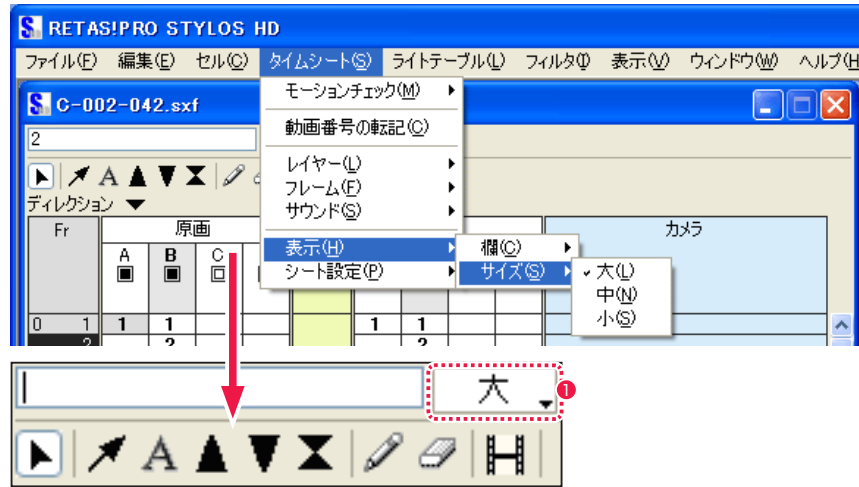 RETAS!PRO STYLOS HD
ファイル(F) 編集(E) セル(C) タイムシート(S) ライトテーブル(L) フィルタ(I) 表示(V) ウィンドウ(W) ヘルプ(H
C-002-042.sxf
モーションチェック(M)
2
動画番号の転記(C)
レイヤー(L)
フレーム(F)
サウンド(S)
ディレクション
Fr 原画 カメラ
表示(H) 欄(C)
A B C
シート設定(P) サイズ(S) 大(L)
中(N)
小(S)
0 1 1 1 1 1
2 2 2
大 1